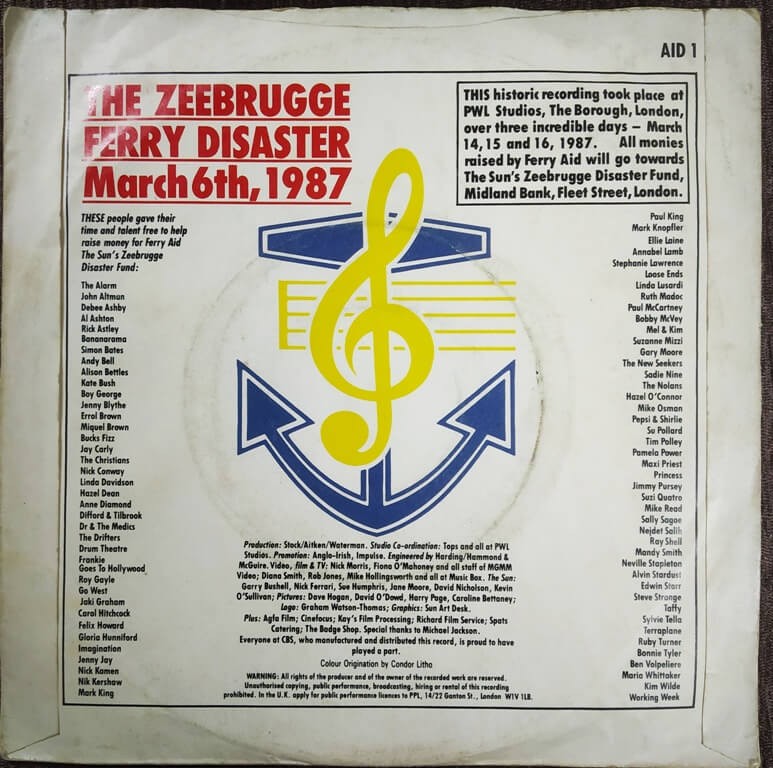 AID 1
THE ZEEBRUGGE
FERRY DISASTER
March 6th, 1987
THIS historic recording took place at
PWL Studios, The Borough, London,
over three incredible days – March
14, 15 and 16, 1987. All monies
raised by Ferry Aid will go towards
The Sun's Zeebrugge Disaster Fund,
Midland Bank, Fleet Street, London.
THESE people gave their
time and talent free to help
raise money for Ferry Aid
The Sun's Zeebrugge
Disaster Fund:
The Alarm
John Altman
Debee Ashby
Al Ashton
Rick Astley
Bananarama
Simon Bates
Andy Bell
Alison Bettles
Kate Bush
Boy George
Jenny Blythe
Errol Brown
Miquel Brown
Bucks Fizz
Jay Carly
The Christians
Nick Conway
Linda Davidson
Hazel Dean
Anne Diamond
Difford & Tilbrook
Dr & The Medics
The Drifters
Drum Theatre
Frankie
Goes To Hollywood
Roy Gayle
Go West
Jaki Graham
Carol Hitchcock
Felix Howard
Gloria Hunniford
Imagination
Jenny Jay
Nick Kamen
Nik Kershaw
Mark King
Paul King
Mark Knopfler
Ellie Laine
Annabel Lamb
Stephanie Lawrence
Loose Ends
Linda Lusardi
Ruth Madoc
Paul McCartney
Bobby McVey
Mel & Kim
Suzanne Mizzi
Gary Moore
The New Seekers
Sadie Nine
The Nolans
Hazel O'Connor
Mike Osman
Pepsi & Shirlie
Su Pollard
Tim Polley
Pamela Power
Maxi Priest
Princess
Jimmy Pursey
Suzi Quatro
Mike Read
Sally Sagoe
Nejdet Salih
Ray Shell
Mandy Smith
Neville Stapleton
Alvin Stardust
Edwin Starr
Steve Strange
Taffy
Sylvie Tella
Terraplane
Ruby Turner
Bonnie Tyler
Ben Volpeliere
Maria Whittaker
Kim Wilde
Working Week
Production: Stock/Aitken/Waterman. Studio Co-ordination: Tops and all at PWL
Studios. Promotion: Anglo-Irish, Impulse. Engineered by Harding/Hammond &
McGuire. Video, film & TV: Nick Morris, Fiona O'Mahoney and all staff of MGMM
Video; Diana Smith, Rob Jones, Mike Hollingsworth and all at Music Box. The Sun:
Garry Bushell, Nick Ferrari, Sue Humphris, Jane Moore, David Nicholson, Kevin
O'Sullivan; Pictures: Dave Hogan, David O'Dowd, Harry Page, Caroline Bettaney;
Logo: Graham Watson-Thomas; Graphics: Sun Art Desk.
Plus: Agfa Film; Cinefocus; Kay's Film Processing; Richard Film Service; Spats
Catering; The Badge Shop. Special thanks to Michael Jackson.
Everyone at CBS, who manufactured and distributed this record, is proud to have
played a part.
Colour Origination by Condor Litho
WARNING: All rights of the producer and of the owner of the recorded work are reserved.
Unauthorised copying, public performance, broadcasting, hiring or rental of this recording
prohibited. In the U.K. apply for public performance licences to PPL, 14/22 Ganton St., London W1V 1LB.